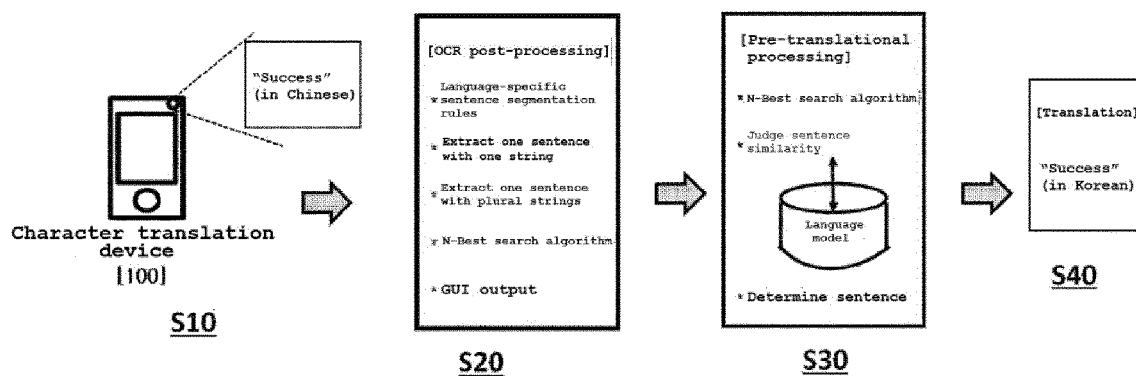 "Success"
(in Chinese)
Character translation
device
[100]
S10
[OCR post-processing]
Language-specific
* sentence segmentation
rules
* Extract one sentence
with one string
* Extract one sentence
with plural strings
* N-Best search algorithm
* GUI output
S20
[Pre-translational
processing]
* N-Best search algorithm
* Judge sentence
similarity
Language
model
* Determine sentence
S30
[Translation]
"Success"
(in Korean)
S40